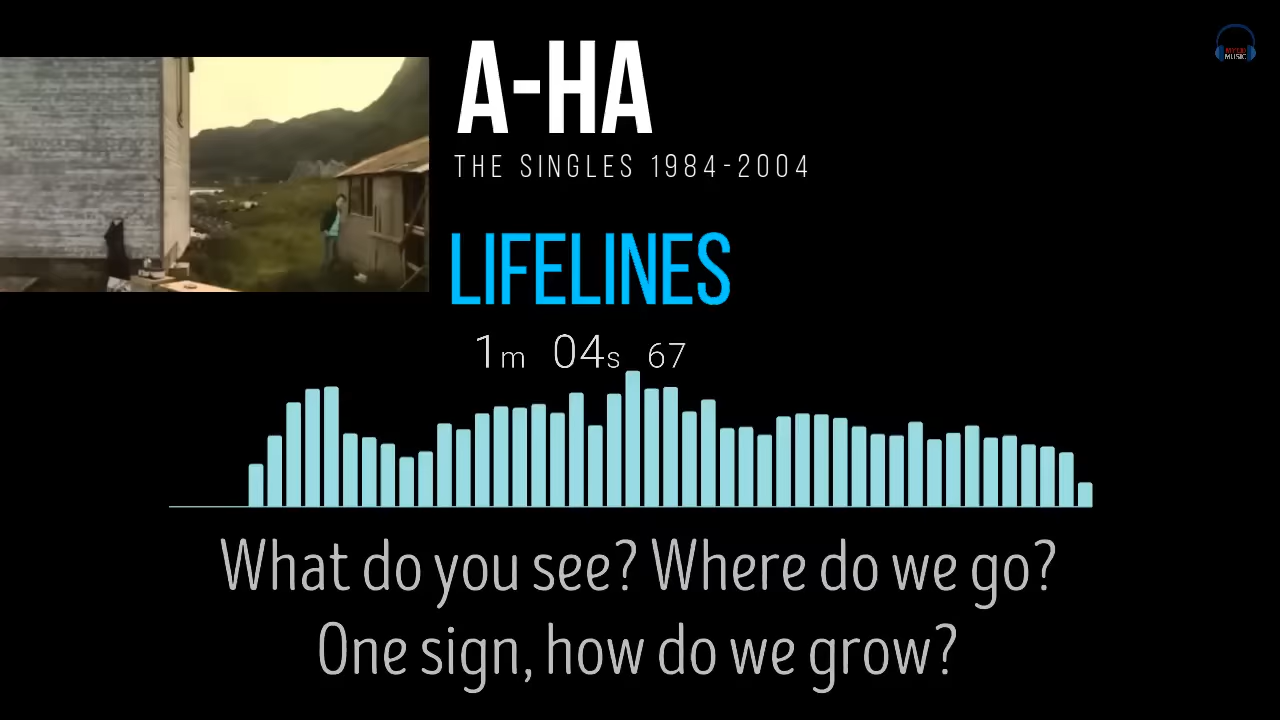 A-HA
THE SINGLES 1984-2004
LIFELINES
1m 04s 67
What do you see? Where do we go?
One sign, how do we grow?